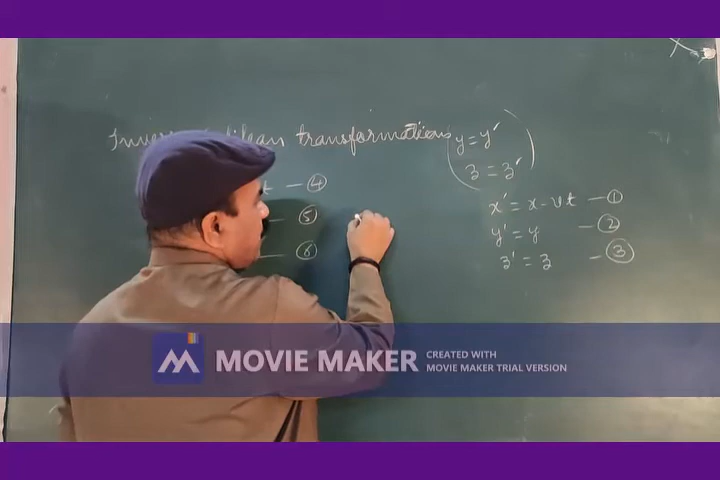 transformations
y = y′
z = z′
t — ④
x′ = x - vt — ①
— ⑤
y′ = y — ②
— ⑥
z′ = z — ③
MOVIE MAKER
CREATED WITH
MOVIE MAKER TRIAL VERSION